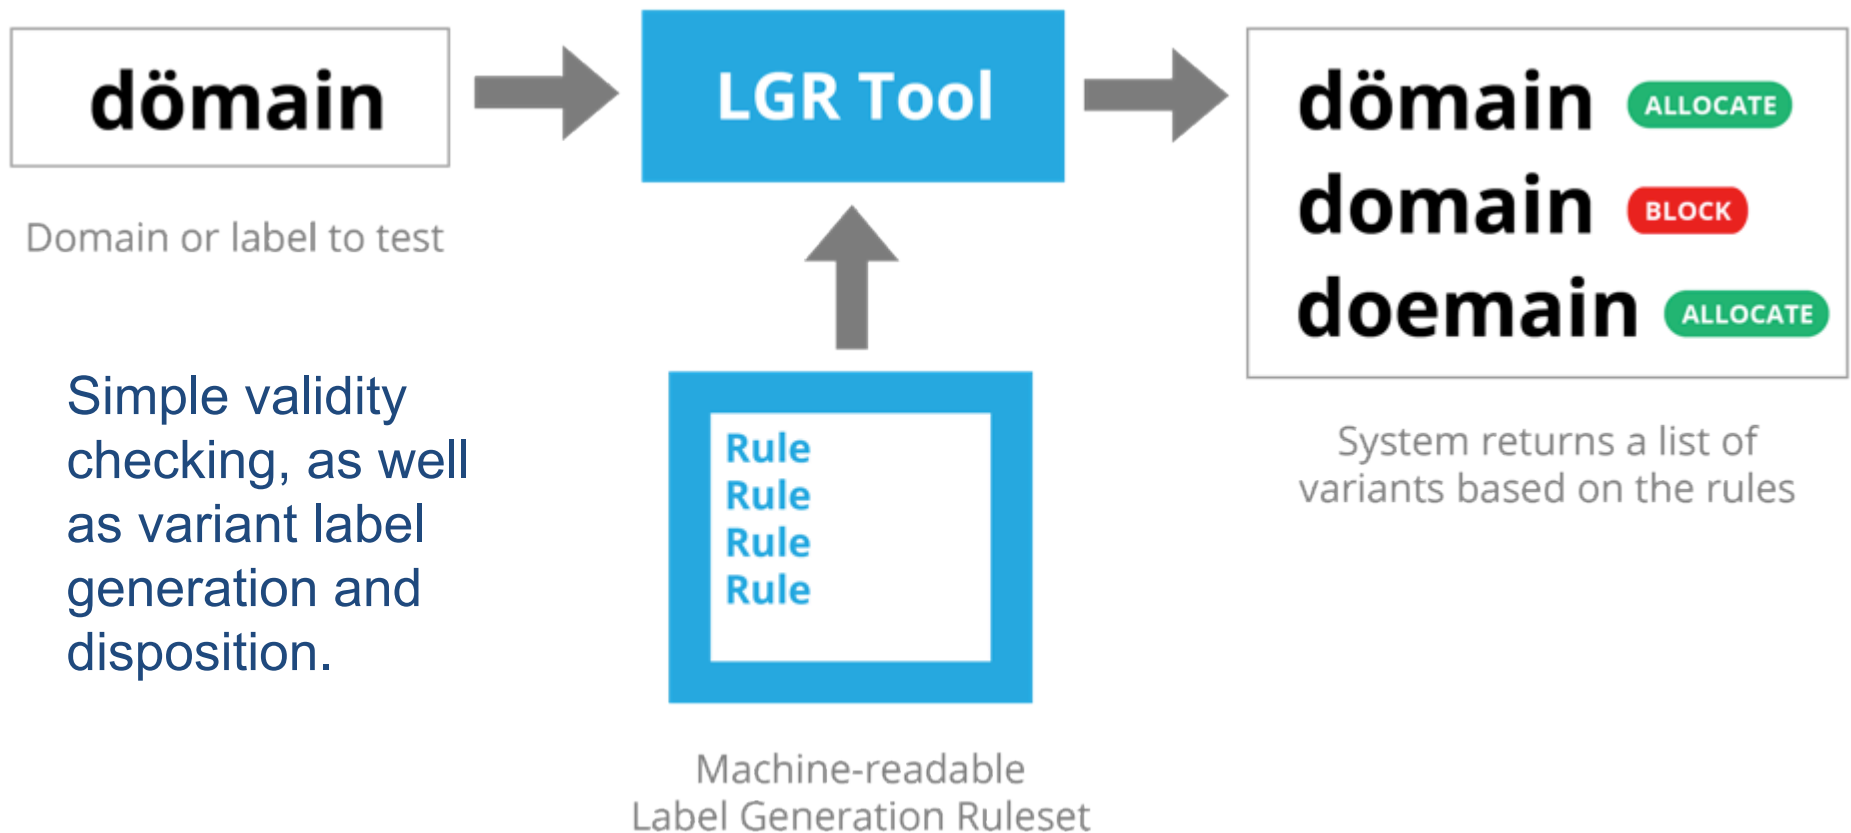 dömain
Domain or label to test
LGR Tool
dömain ALLOCATE
domain BLOCK
doemain ALLOCATE
System returns a list of
variants based on the rules
Simple validity
checking, as well
as variant label
generation and
disposition.
Rule
Rule
Rule
Rule
Machine-readable
Label Generation Ruleset